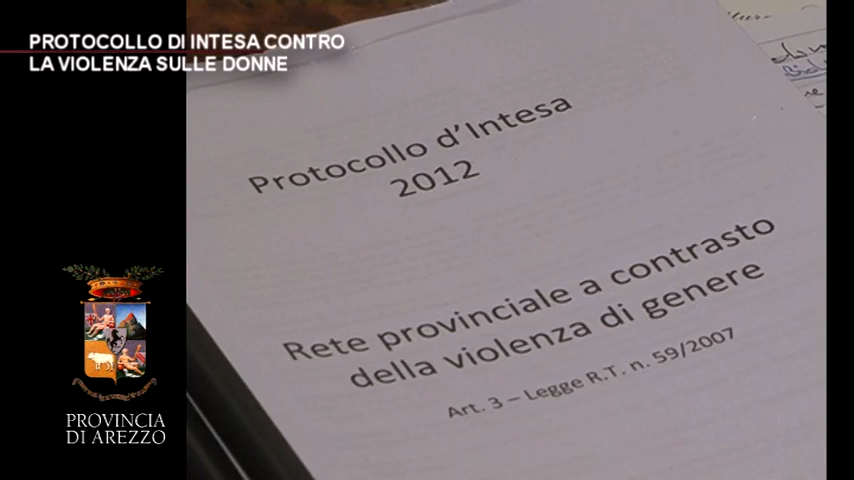 PROTOCOLLO DI INTESA CONTRO
LA VIOLENZA SULLE DONNE
Protocollo d'Intesa
2012
Rete provinciale a contrasto
della violenza di genere
Art. 3 – Legge R.T. n. 59/2007
PROVINCIA
DI AREZZO